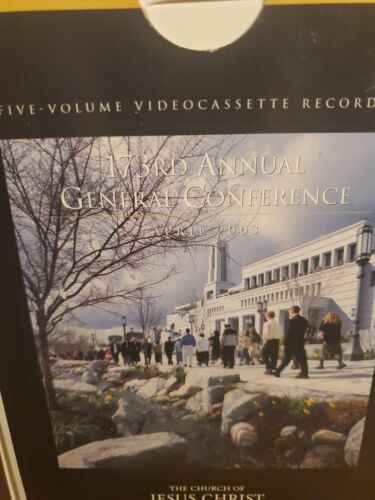 FIVE-VOLUME VIDEOCASSETTE RECORD
173RD ANNUAL
GENERAL CONFERENCE
APRIL 2003
THE CHURCH OF
JESUS CHRIST